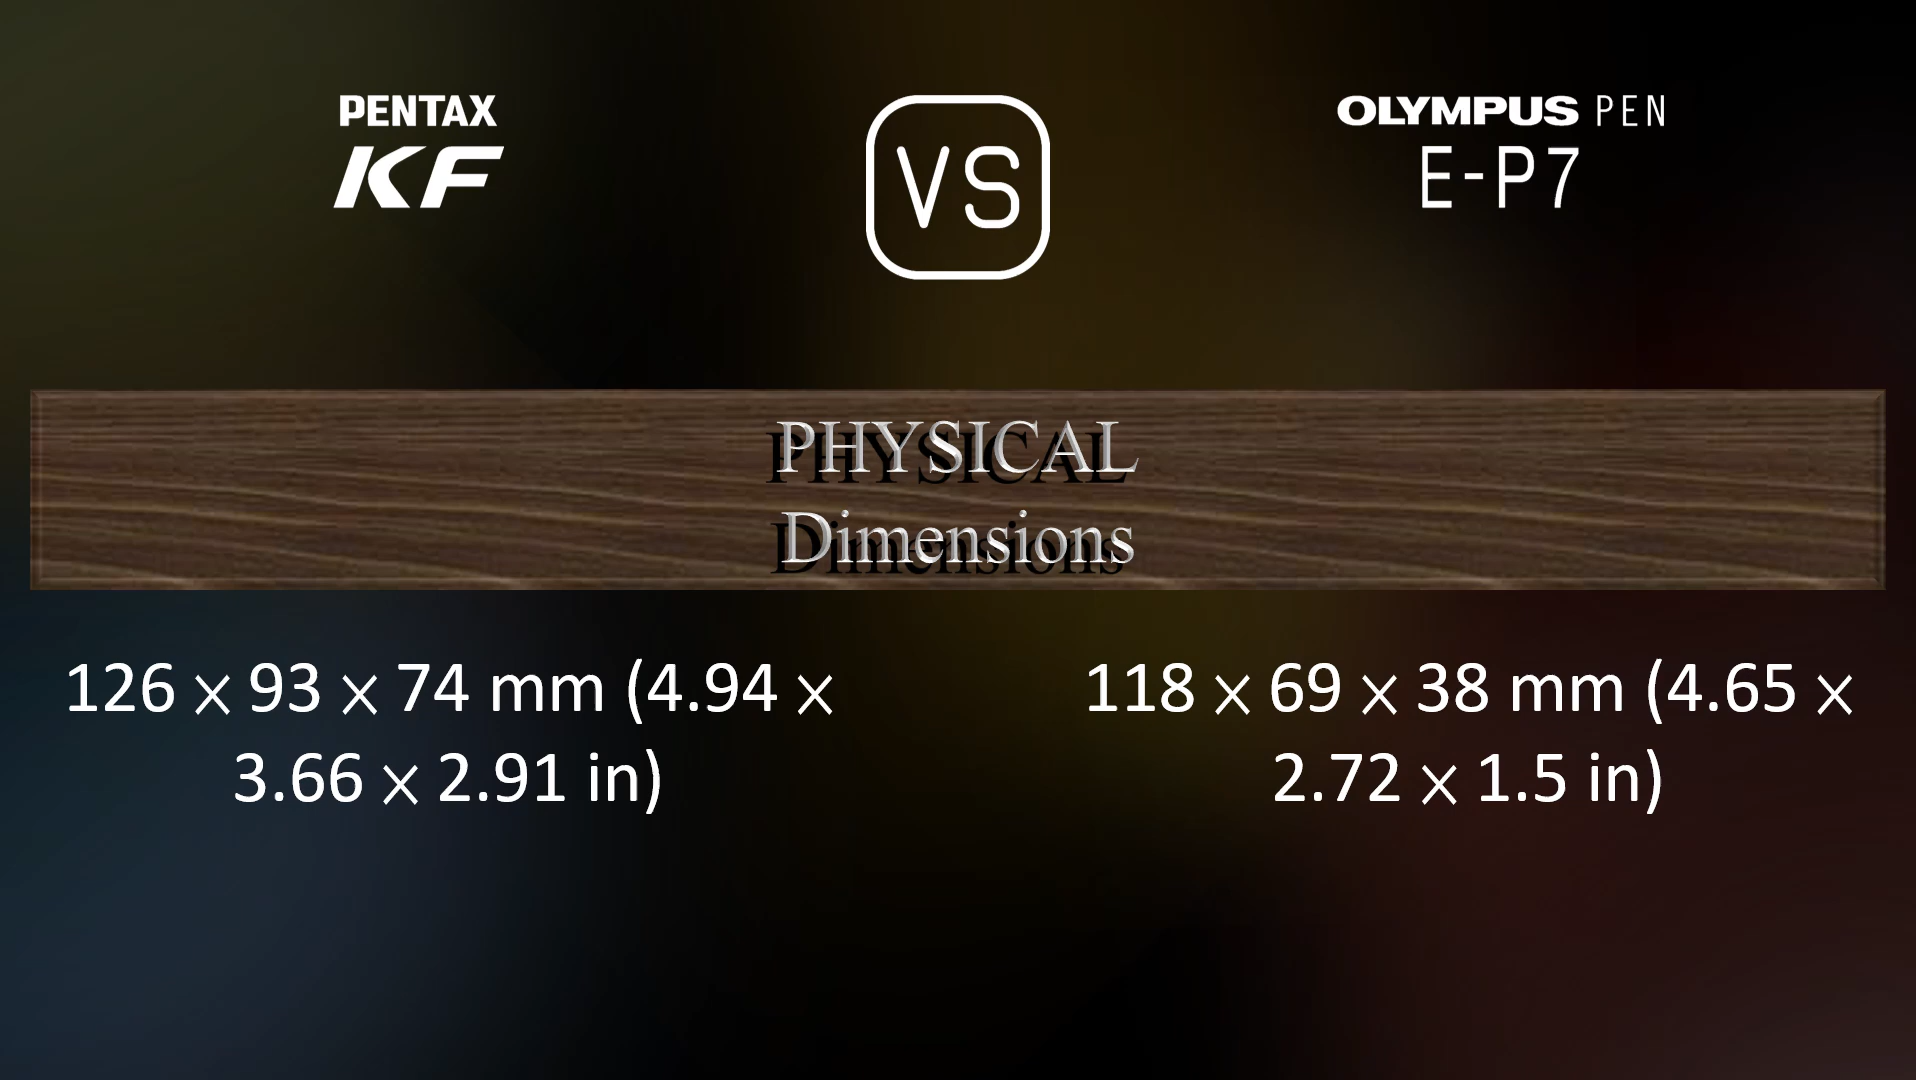 PENTAX
KF
VS
OLYMPUS PEN
E-P7
PHYSICAL
Dimensions
126 x 93 x 74 mm (4.94 x
3.66 x 2.91 in)
118 x 69 x 38 mm (4.65 x
2.72 x 1.5 in)